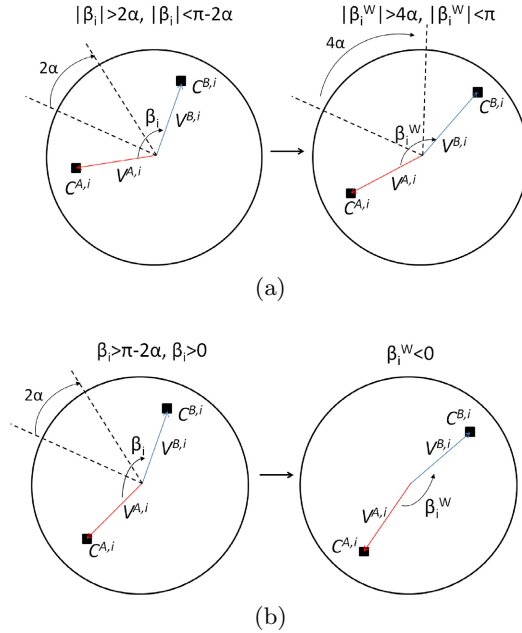 |βᵢ|>2α, |βᵢ|<π-2α
|βᵢᵂ|>4α, |βᵢᵂ|<π
2α
Cᴮ,ⁱ
βᵢ
Vᴮ,ⁱ
Vᴬ,ⁱ
Cᴬ,ⁱ
4α
Cᴮ,ⁱ
βᵢᵂ
Vᴮ,ⁱ
Vᴬ,ⁱ
Cᴬ,ⁱ
(a)
βᵢ>π-2α, βᵢ>0
βᵢᵂ<0
2α
Cᴮ,ⁱ
βᵢ
Vᴮ,ⁱ
Vᴬ,ⁱ
Cᴬ,ⁱ
Cᴮ,ⁱ
Vᴮ,ⁱ
Vᴬ,ⁱ
βᵢᵂ
Cᴬ,ⁱ
(b)